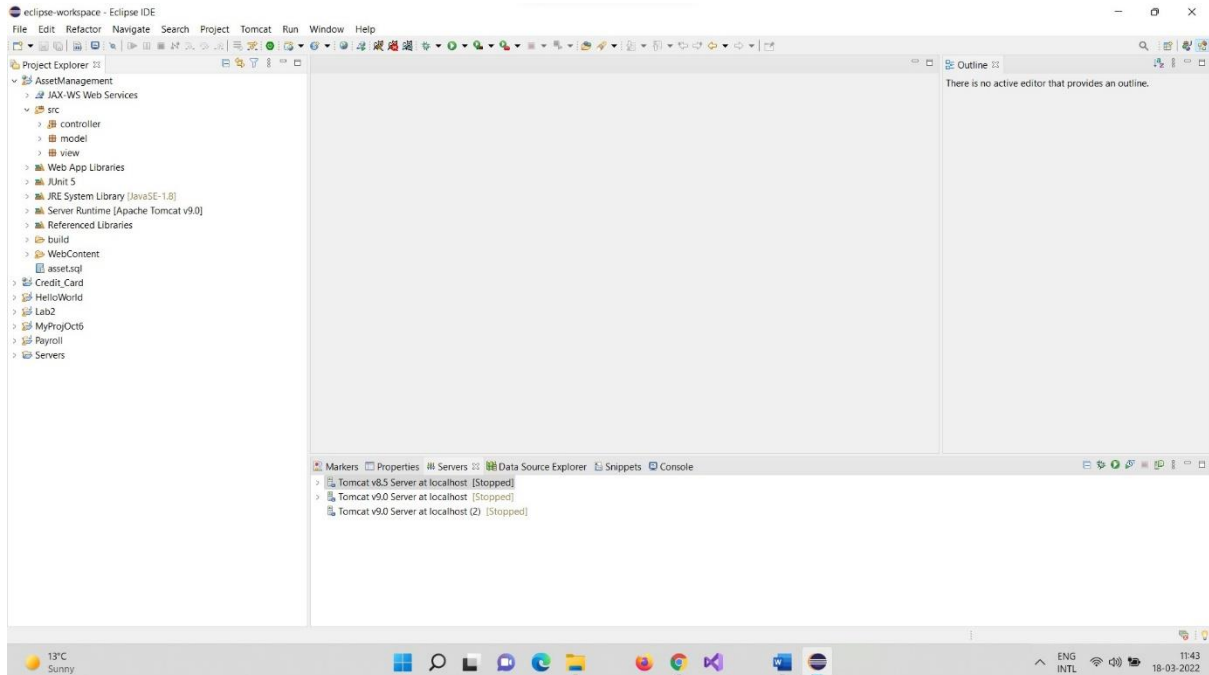 eclipse-workspace - Eclipse IDE
File Edit Refactor Navigate Search Project Tomcat Run Window Help
Project Explorer
AssetManagement
JAX-WS Web Services
src
controller
model
view
Web App Libraries
JUnit 5
JRE System Library [JavaSE-1.8]
Server Runtime [Apache Tomcat v9.0]
Referenced Libraries
build
WebContent
asset.sql
Credit_Card
HelloWorld
Lab2
MyProjOct6
Payroll
Servers
Outline
There is no active editor that provides an outline.
Markers Properties Servers Data Source Explorer Snippets Console
Tomcat v8.5 Server at localhost [Stopped]
Tomcat v9.0 Server at localhost [Stopped]
Tomcat v9.0 Server at localhost (2) [Stopped]
13°C
Sunny
ENG
INTL
11:43
18-03-2022